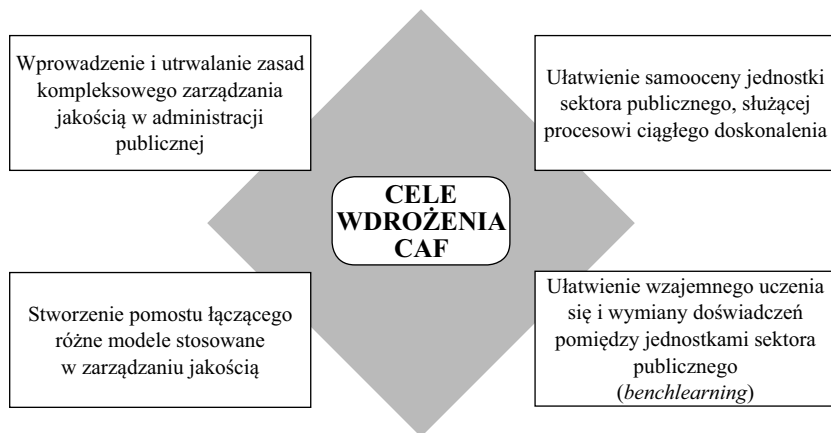 Wprowadzenie i utrwalanie zasad
kompleksowego zarządzania
jakością w administracji
publicznej
Ułatwienie samooceny jednostki
sektora publicznego, służącej
procesowi ciągłego doskonalenia
CELE
WDROŻENIA
CAF
Stworzenie pomostu łączącego
różne modele stosowane
w zarządzaniu jakością
Ułatwienie wzajemnego uczenia
się i wymiany doświadczeń
pomiędzy jednostkami sektora
publicznego
(benchlearning)